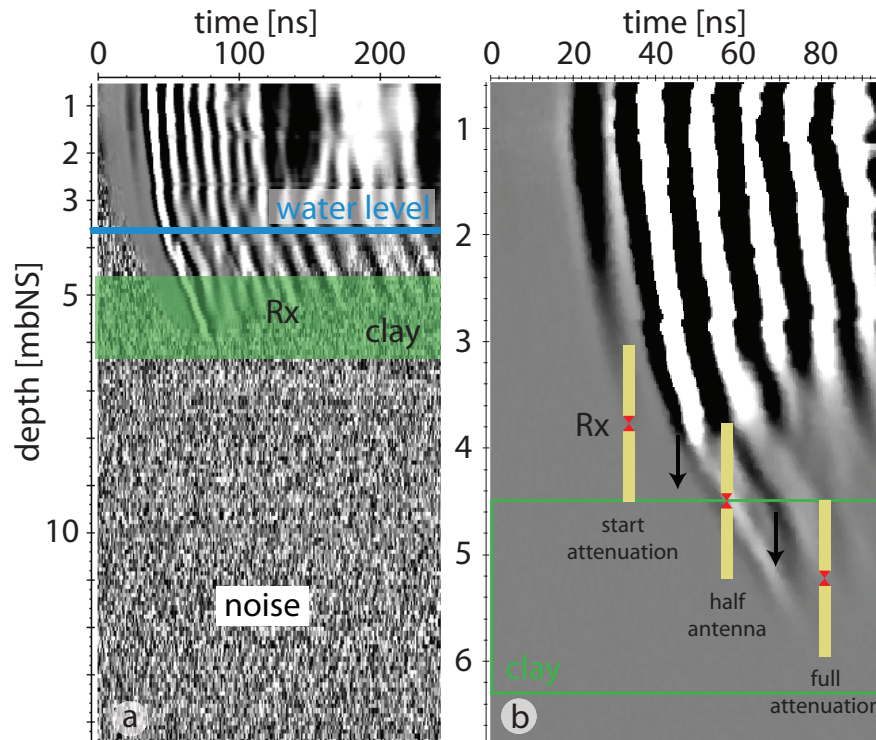 time [ns]
0 100 200
depth [mbNS]
1
2
3
5
10
water level
Rx
clay
noise
a
time [ns]
0 20 40 60 80
1
2
3
4
5
6
Rx
start
attenuation
half
antenna
full
attenuation
clay
b